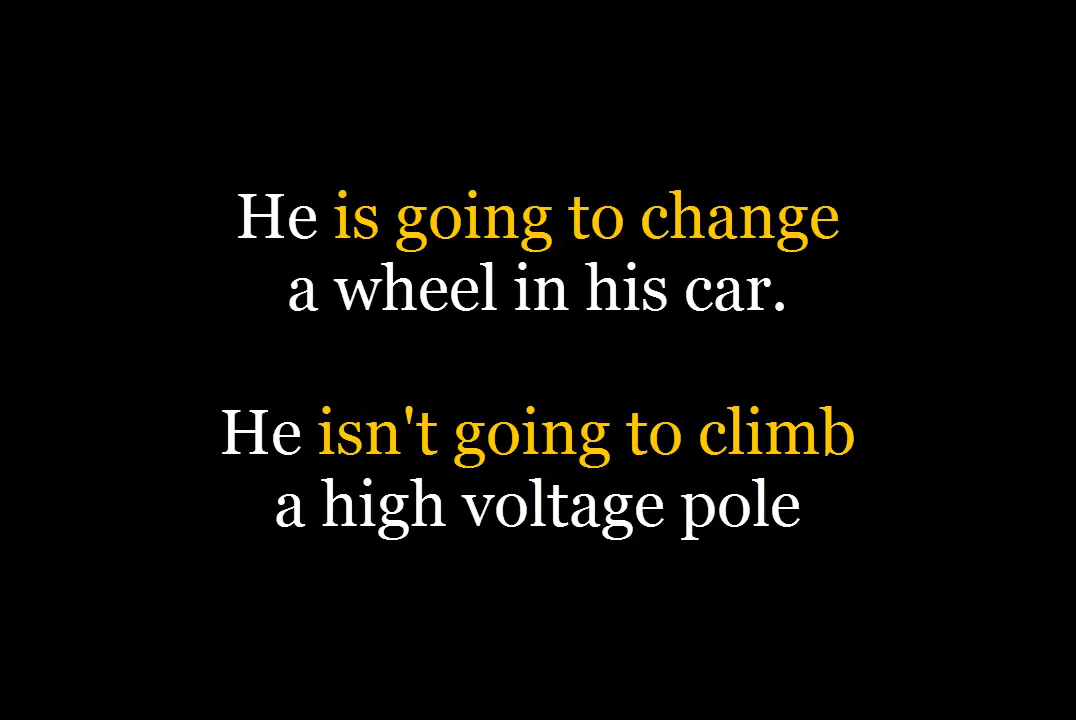 He is going to change
a wheel in his car.
He isn't going to climb
a high voltage pole